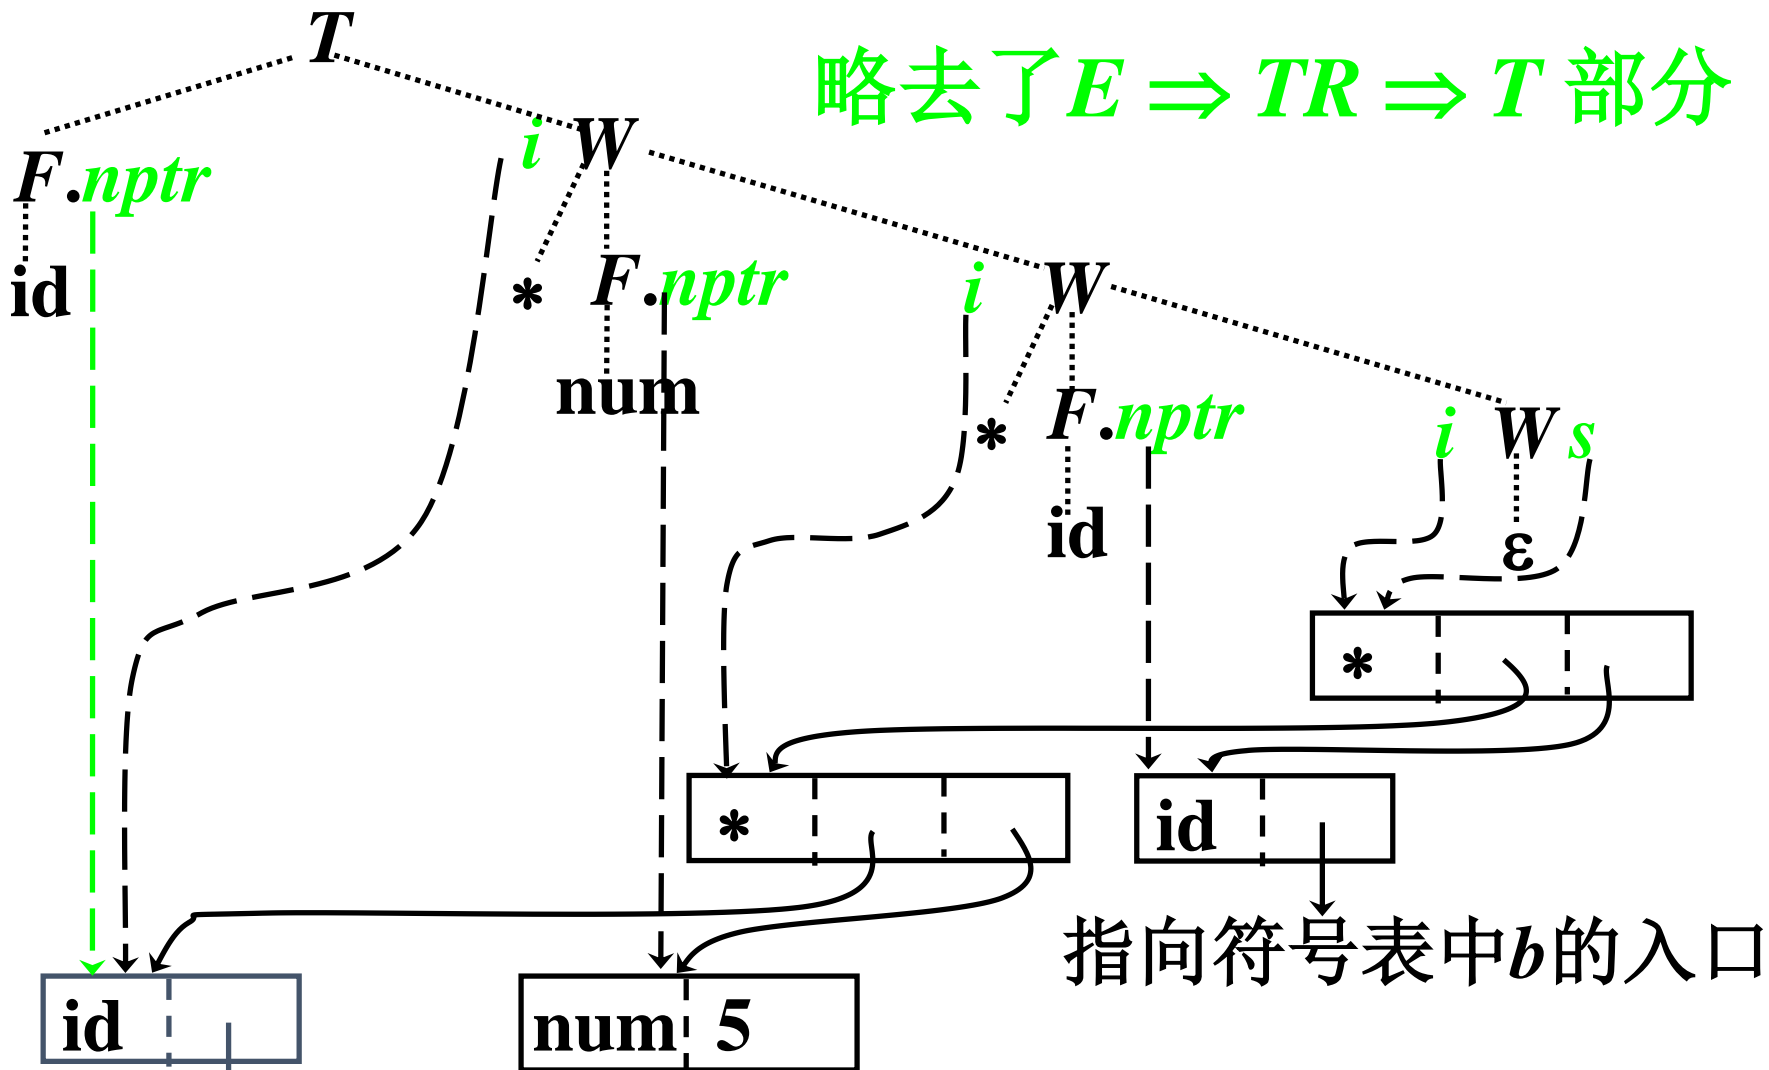 T
略去了E ⇒ TR ⇒ T 部分
i W
F.nptr
id
* F.nptr
i W
num
* F.nptr
i W s
id
ε
*
*
id
指向符号表中b的入口
id
num 5